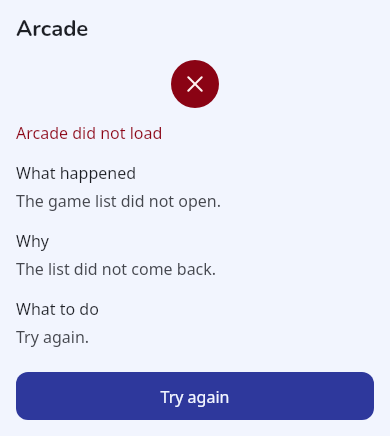 Arcade
Arcade did not load
What happened
The game list did not open.
Why
The list did not come back.
What to do
Try again.
Try again